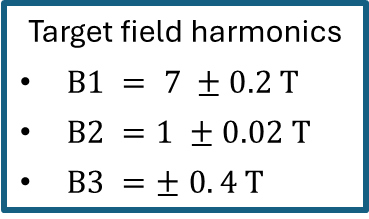 Target field harmonics
• B1 = 7 ± 0.2 T
• B2 = 1 ± 0.02 T
• B3 = ± 0.4 T